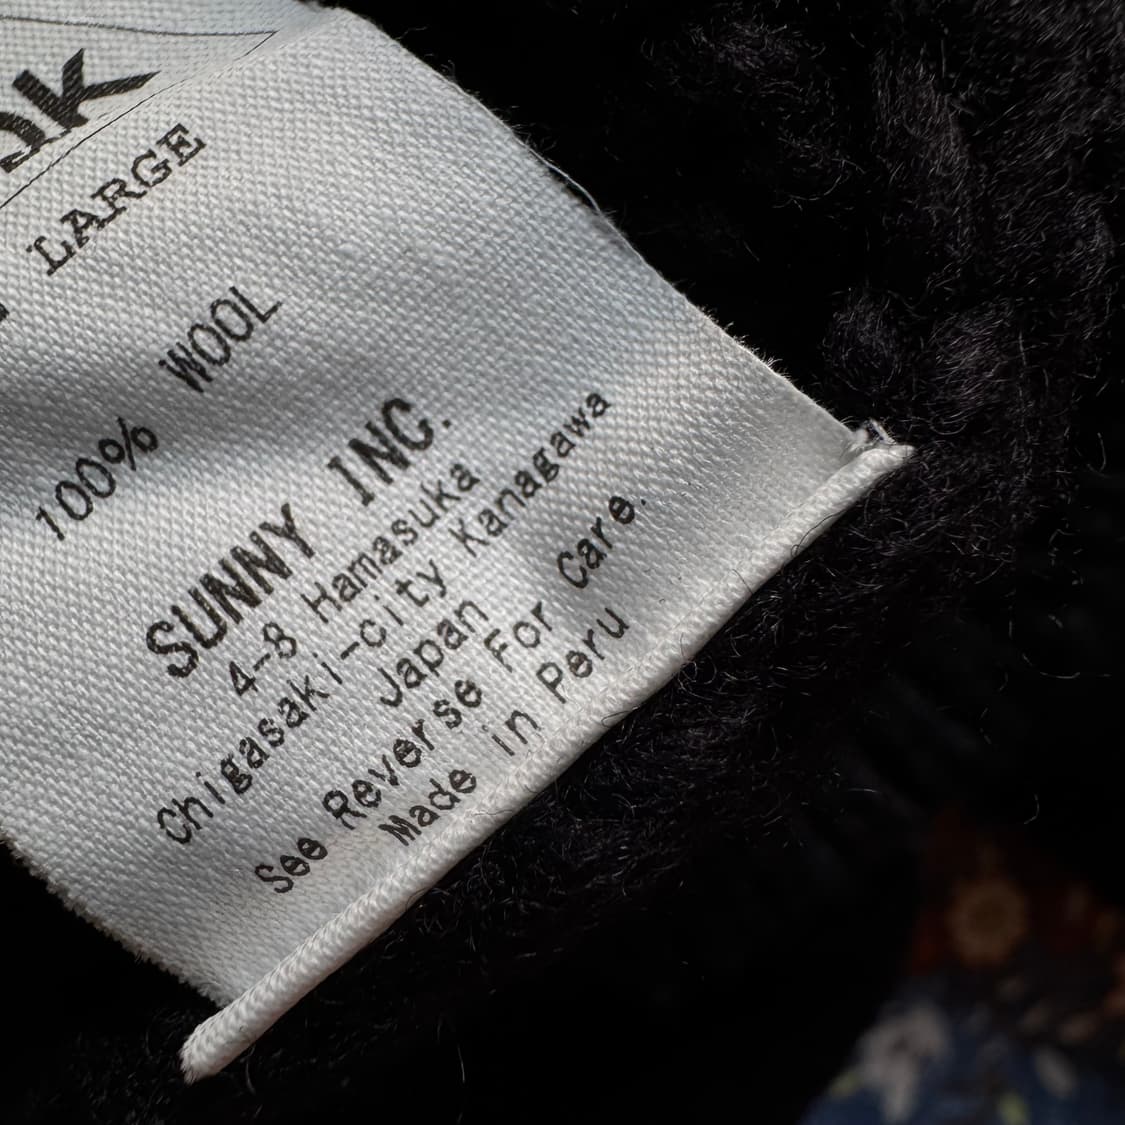 LARGE
100% WOOL
SUNNY INC.
4-8 Hamasuka
Chigasaki-city Kanagawa
Japan
See Reverse For Care.
Made in Peru